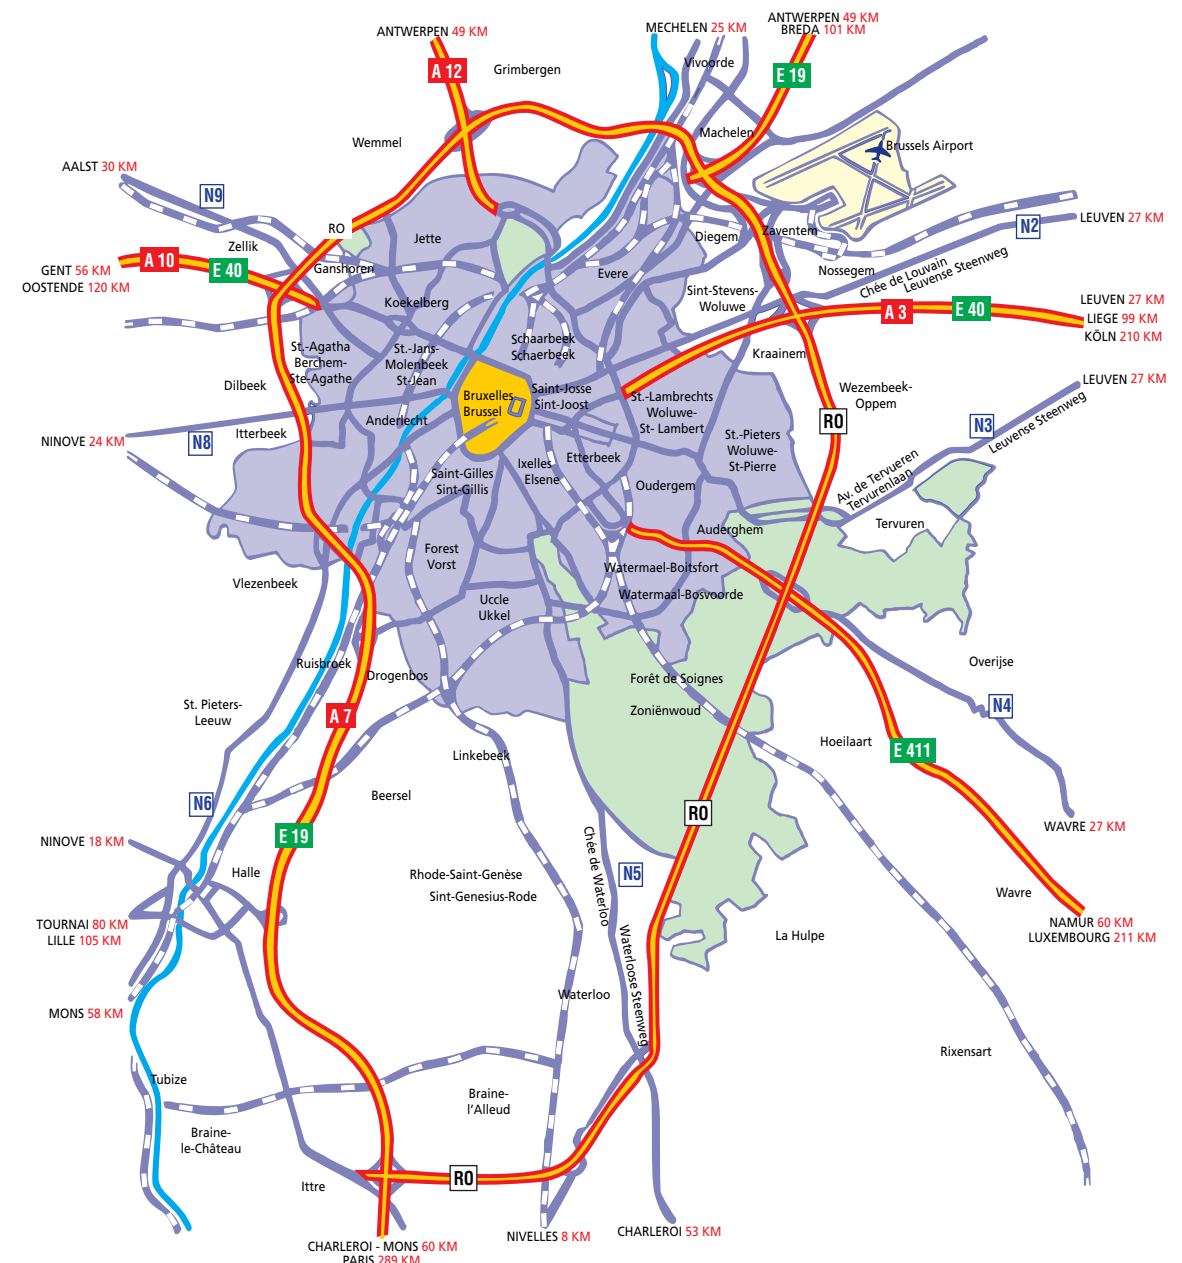 ANTWERPEN 49 KM
BREDA 101 KM
MECHELEN 25 KM
ANTWERPEN 49 KM
A 12
Grimbergen
Vivoorde
E 19
Machelen
Brussels Airport
Wemmel
AALST 30 KM
N9
RO
Jette
Zellik
Diegem
Zaventem
LEUVEN 27 KM
N2
A 10
E 40
GENT 56 KM
OOSTENDE 120 KM
Ganshoren
Evere
Nossegem
Chée de Louvain
Leuvense Steenweg
Koekelberg
Sint-Stevens-
Woluwe
A 3
E 40
LEUVEN 27 KM
LIEGE 99 KM
KÖLN 210 KM
St.-Agatha
Berchem-
Ste-Agathe
St.-Jans-
Molenbeek
St-Jean
Schaarbeek
Schaerbeek
Kraainem
Dilbeek
Bruxelles
Brussel
Saint-Josse
Sint-Joost
St.-Lambrechts
Woluwe-
St- Lambert
Wezembeek-
Oppem
LEUVEN 27 KM
N3
Leuvense Steenweg
RO
NINOVE 24 KM
N8
Itterbeek
Anderlecht
St.-Pieters
Woluwe-
St-Pierre
Etterbeek
Ixelles
Elsene
Saint-Gilles
Sint-Gillis
Oudergem
Av. de Tervueren
Tervurenlaan
Tervuren
Auderghem
Forest
Vorst
Watermael-Boitsfort
Watermaal-Bosvoorde
Vlezenbeek
Uccle
Ukkel
Ruisbroek
Drogenbos
Forêt de Soignes
Zoniënwoud
Overijse
N4
St. Pieters-
Leeuw
A 7
Linkebeek
Hoeilaart
E 411
N6
Beersel
RO
WAVRE 27 KM
E 19
NINOVE 18 KM
Halle
Rhode-Saint-Genèse
Sint-Genesius-Rode
Chée de Waterloo
N5
Wavre
TOURNAI 80 KM
LILLE 105 KM
Waterloose Steenweg
La Hulpe
NAMUR 60 KM
LUXEMBOURG 211 KM
MONS 58 KM
Waterloo
Rixensart
Tubize
Braine-
l'Alleud
Braine-
le-Château
Ittre
RO
NIVELLES 8 KM
CHARLEROI 53 KM
CHARLEROI - MONS 60 KM
PARIS 289 KM